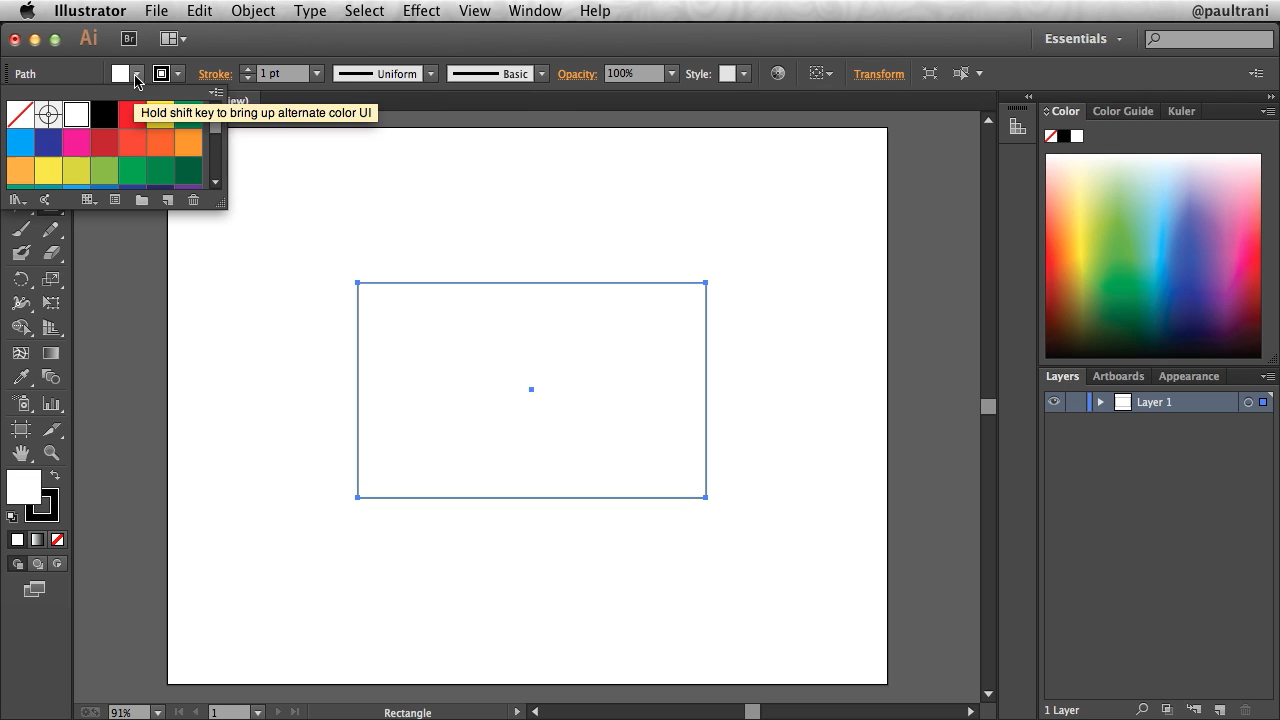 Illustrator File Edit Object Type Select Effect View Window Help @paultrani
Ai Br Essentials
Path Stroke: 1 pt Uniform Basic Opacity: 100% Style: Transform
Hold shift key to bring up alternate color UI
Color Color Guide Kuler
Layers Artboards Appearance
Layer 1
1 Layer
91% 1 Rectangle